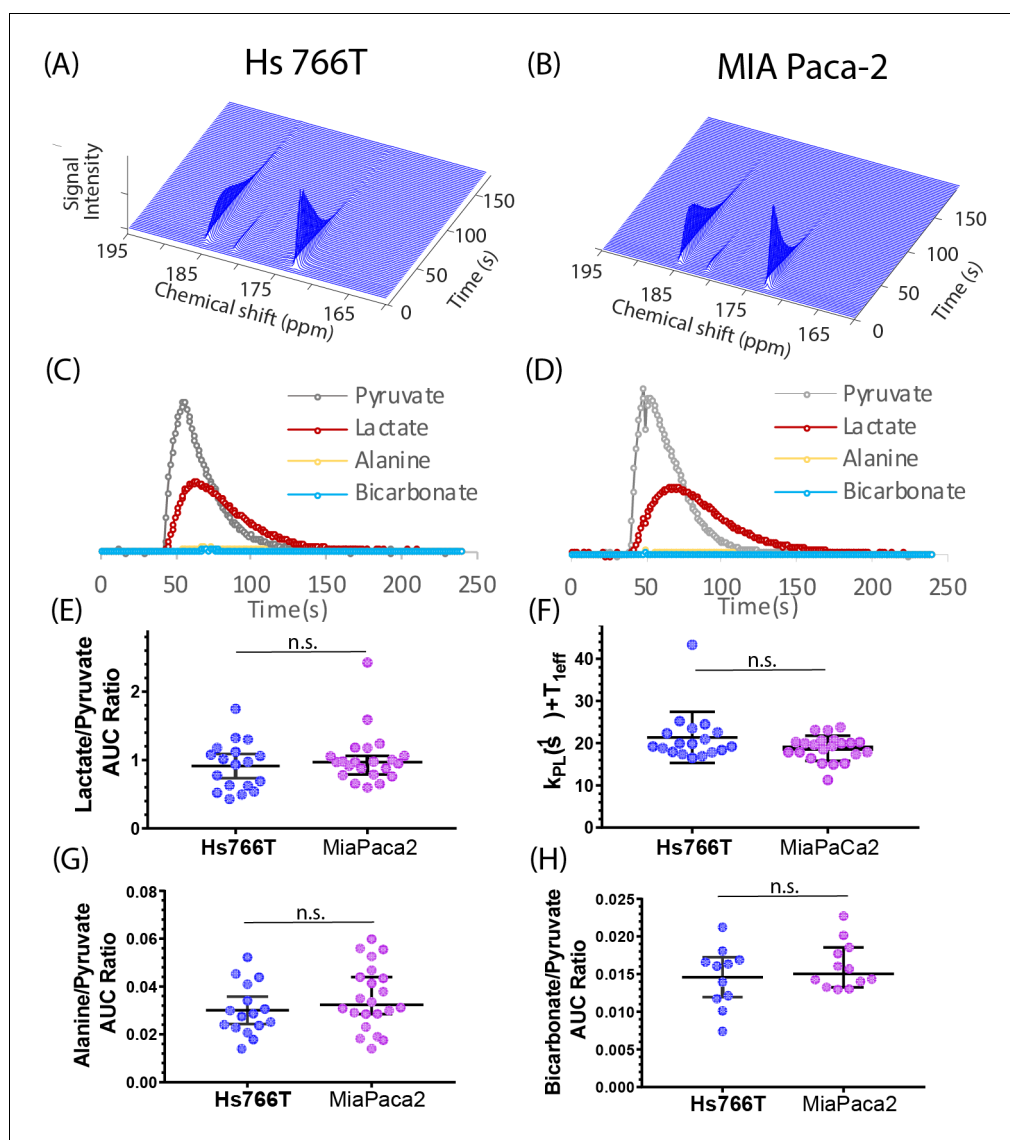 (A)
Hs 766T
Signal
Intensity
195
185
175
165
Chemical shift (ppm)
0
50
100
150
Time (s)
(B)
MIA Paca-2
195
185
175
165
Chemical shift (ppm)
0
50
100
150
Time (s)
(C)
Pyruvate
Lactate
Alanine
Bicarbonate
0
50
100
150
200
250
Time(s)
(D)
Pyruvate
Lactate
Alanine
Bicarbonate
0
50
100
150
200
250
Time(s)
(E)
Lactate/Pyruvate
AUC Ratio
2
1
0
n.s.
Hs766T
MiaPaca2
(F)
kPL(s-1)+T1eff
40
30
20
10
0
n.s.
Hs766T
MiaPaCa2
(G)
Alanine/Pyruvate
AUC Ratio
0.08
0.06
0.04
0.02
0.00
n.s.
Hs766T
MiaPaca2
(H)
Bicarbonate/Pyruvate
AUC Ratio
0.025
0.020
0.015
0.010
0.005
0.000
n.s.
Hs766T
MiaPaca2